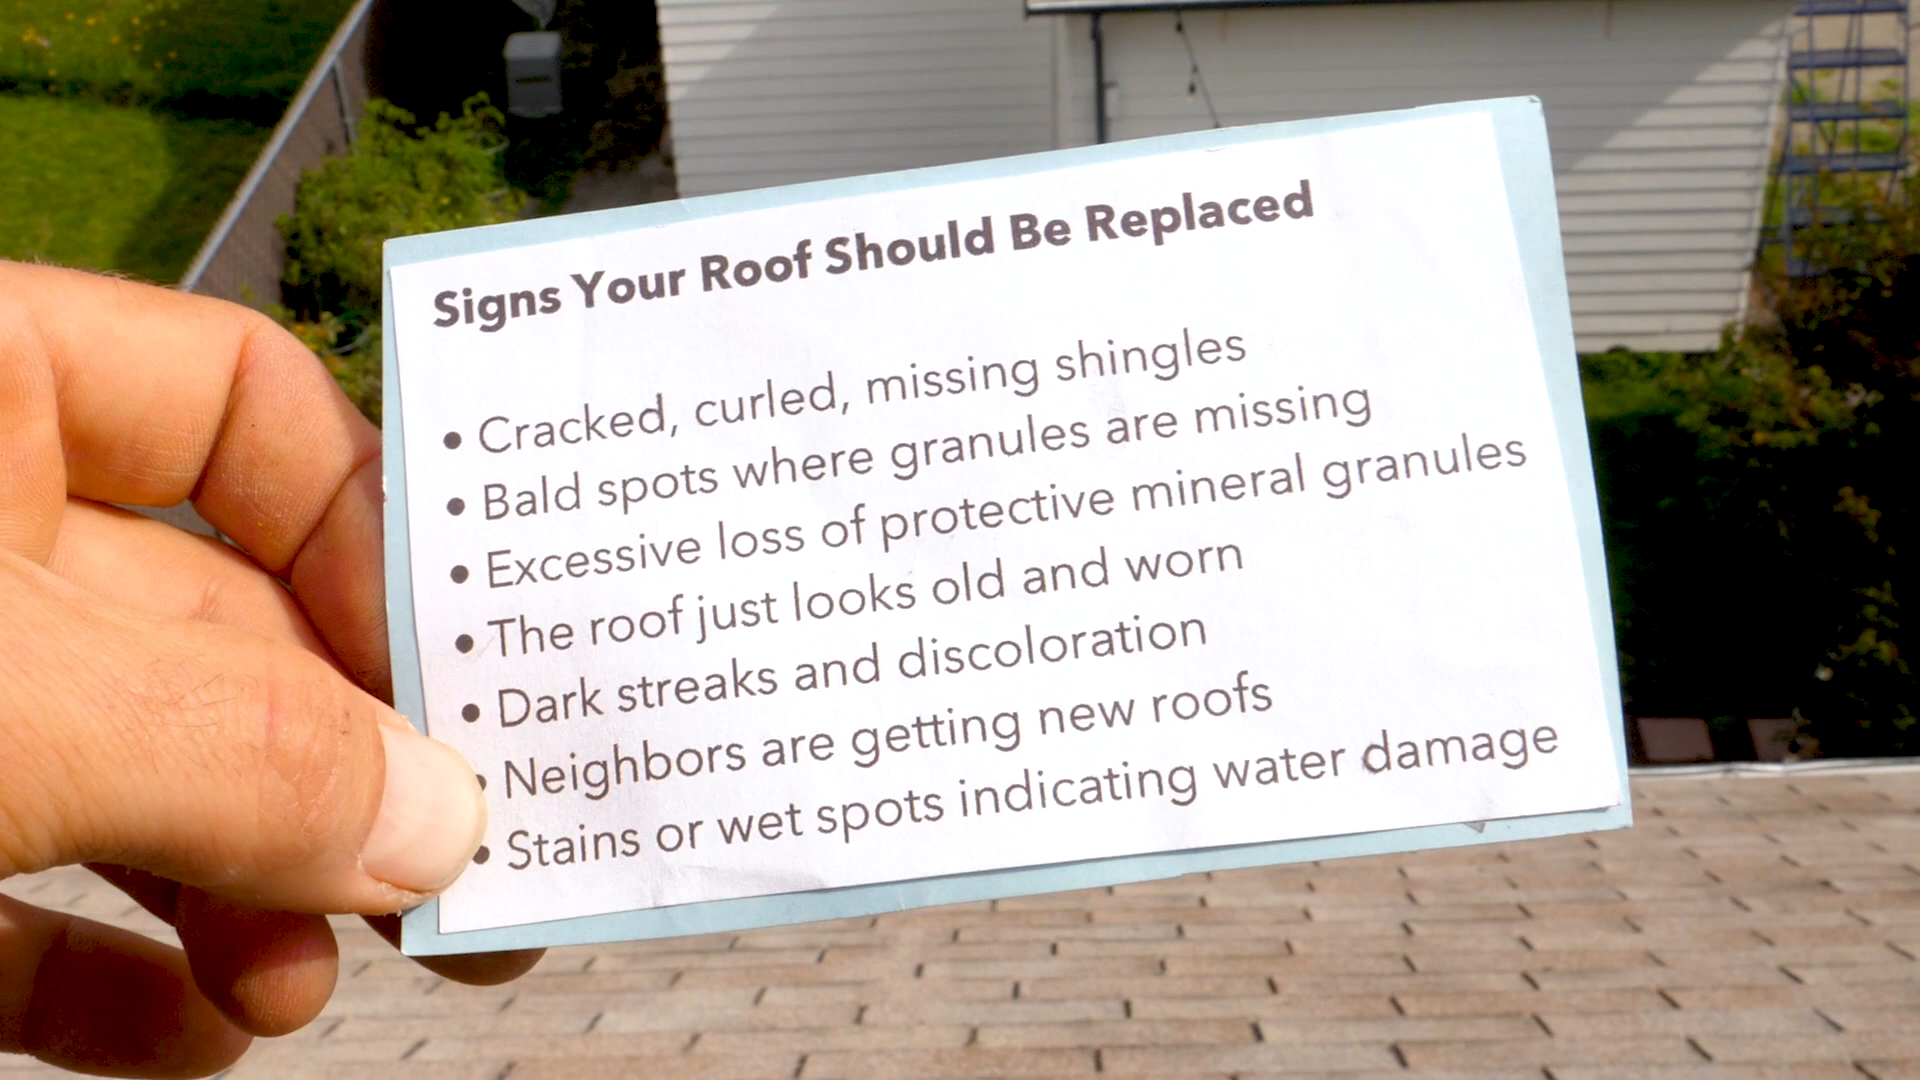 Signs Your Roof Should Be Replaced
• Cracked, curled, missing shingles
• Bald spots where granules are missing
• Excessive loss of protective mineral granules
• The roof just looks old and worn
• Dark streaks and discoloration
• Neighbors are getting new roofs
• Stains or wet spots indicating water damage